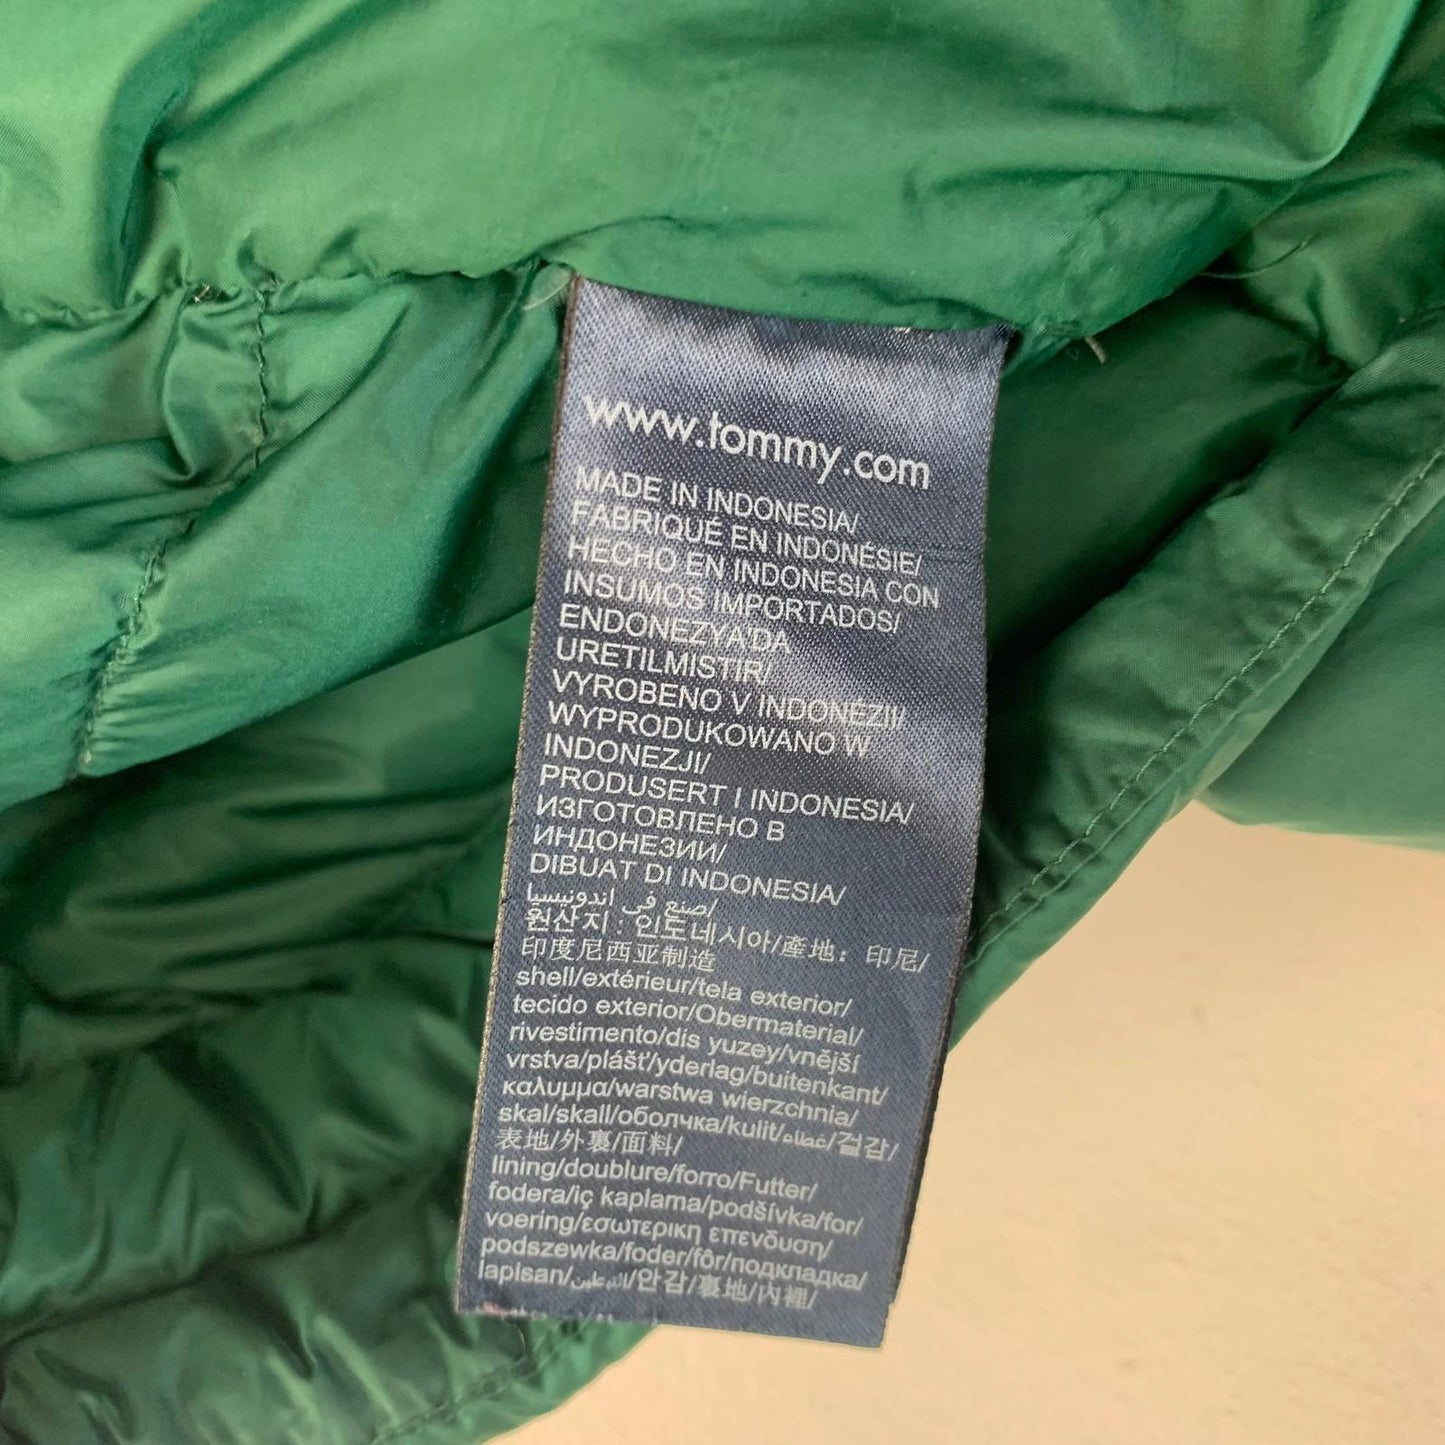 www.tommy.com
MADE IN INDONESIA/
FABRIQUÉ EN INDONÉSIE/
HECHO EN INDONESIA CON
INSUMOS IMPORTADOS/
ENDONEZYA'DA
URETILMISTIR/
VYROBENO V INDONÉZII/
WYPRODUKOWANO W
INDONEZJI/
PRODUSERT I INDONESIA/
ИЗГОТОВЛЕНО В
ИНДОНЕЗИИ/
DIBUAT DI INDONESIA/
صنع في اندونيسيا/
원산지 : 인도네시아/產地：印尼/
印度尼西亚制造
shell/extérieur/tela exterior/
tecido exterior/Obermaterial/
rivestimento/dis yuzey/vnější
vrstva/plášť/yderlag/buitenkant/
καλυμμα/warstwa wierzchnia/
skal/skall/оболчка/kulit/غطاء/겉감/
表地/外裏/面料/
lining/doublure/forro/Futter/
fodera/iç kaplama/podšívka/for/
voering/εσωτερικη επενδυση/
podszewka/foder/fôr/подкладка/
lapisan/안감/裏地/內裡/